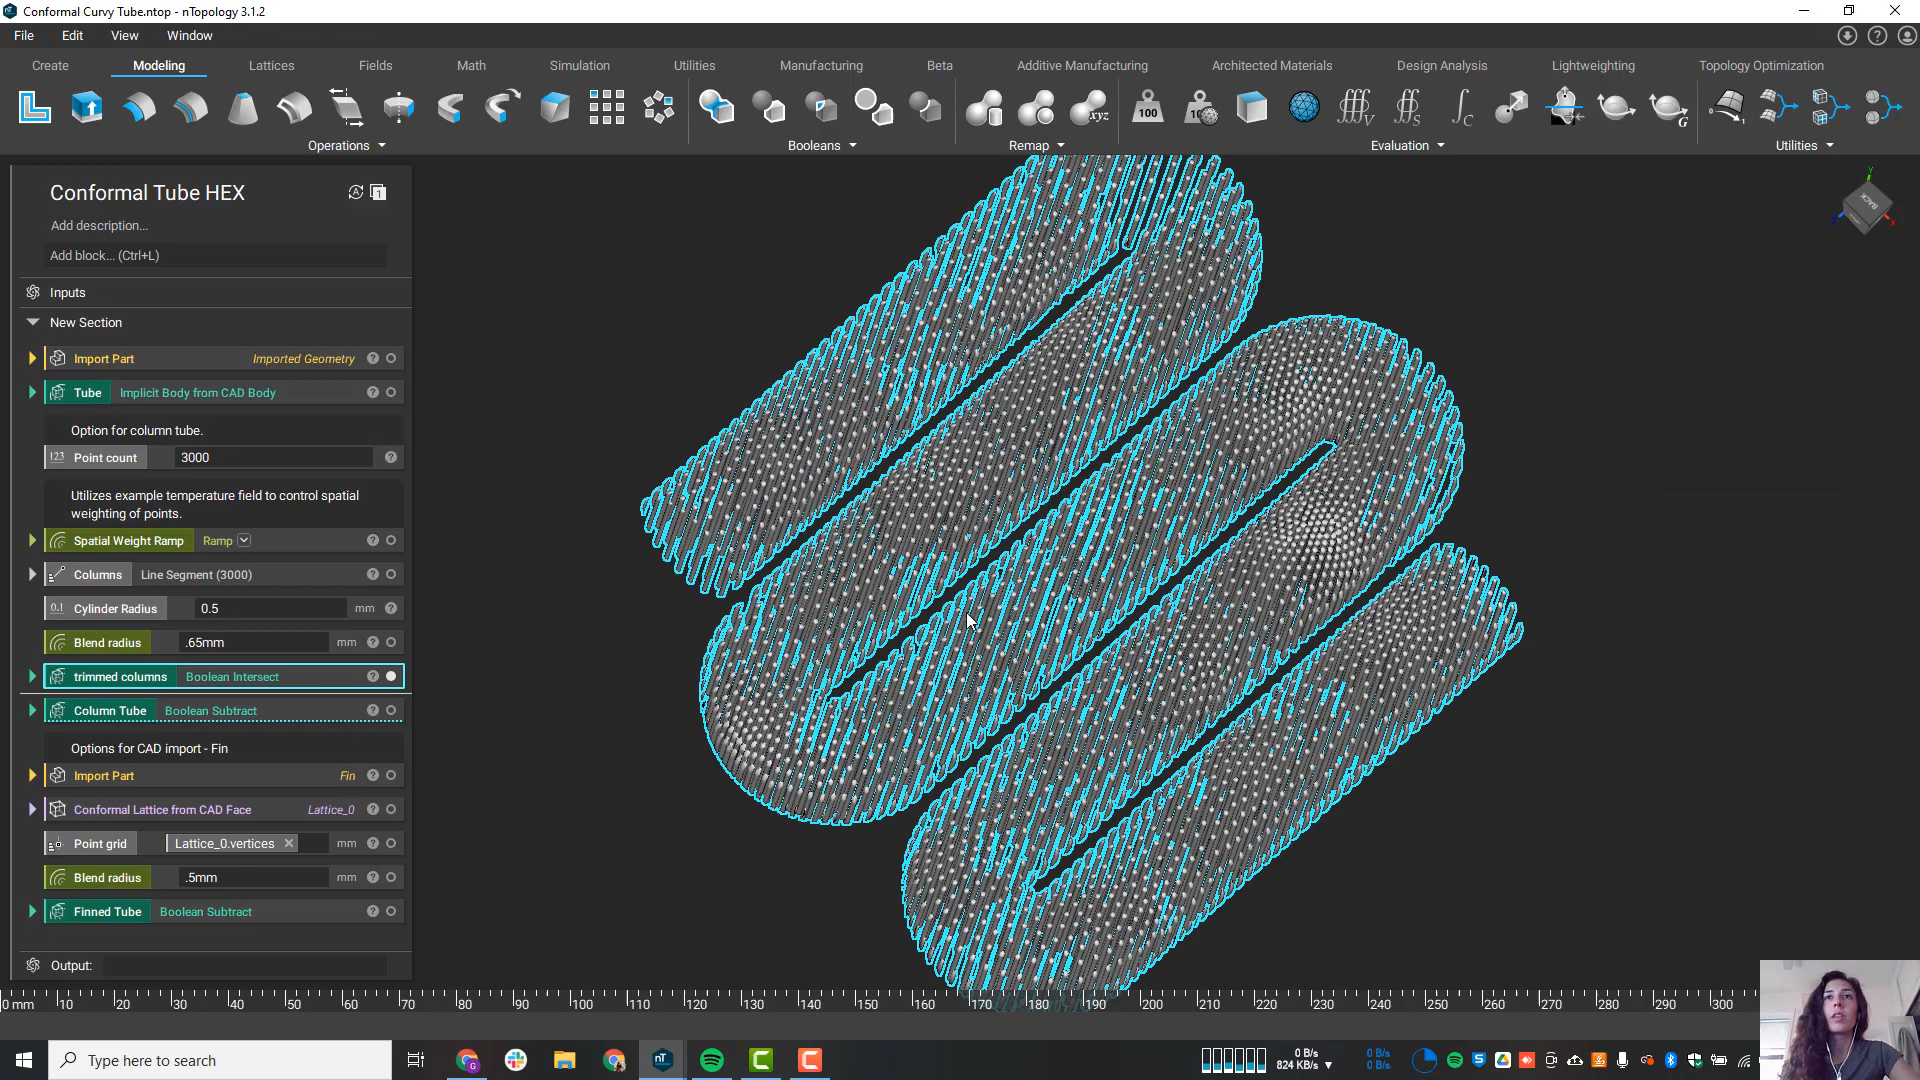 Conformal Curvy Tube.ntop - nTopology 3.1.2
File Edit View Window
Create Modeling Lattices Fields Math Simulation Utilities Manufacturing Beta Additive Manufacturing Architected Materials Design Analysis Lightweighting Topology Optimization
Operations Booleans Remap Evaluation Utilities
Conformal Tube HEX
Add description...
Add block... (Ctrl+L)
Inputs
New Section
Import Part Imported Geometry
Tube Implicit Body from CAD Body
Option for column tube.
123 Point count 3000
Utilizes example temperature field to control spatial
weighting of points.
Spatial Weight Ramp Ramp
Columns Line Segment (3000)
0.1 Cylinder Radius 0.5 mm
Blend radius .65mm mm
trimmed columns Boolean Intersect
Column Tube Boolean Subtract
Options for CAD import - Fin
Import Part Fin
Conformal Lattice from CAD Face Lattice_0
Point grid Lattice_0.vertices mm
Blend radius .5mm mm
Finned Tube Boolean Subtract
Output:
BACK
0 mm 10 20 30 40 50 60 70 80 90 100 110 120 130 140 150 160 170 180 190 200 210 220 230 240 250 260 270 280 290 300
Type here to search
0 B/s
824 KB/s
0 B/s
0 B/s